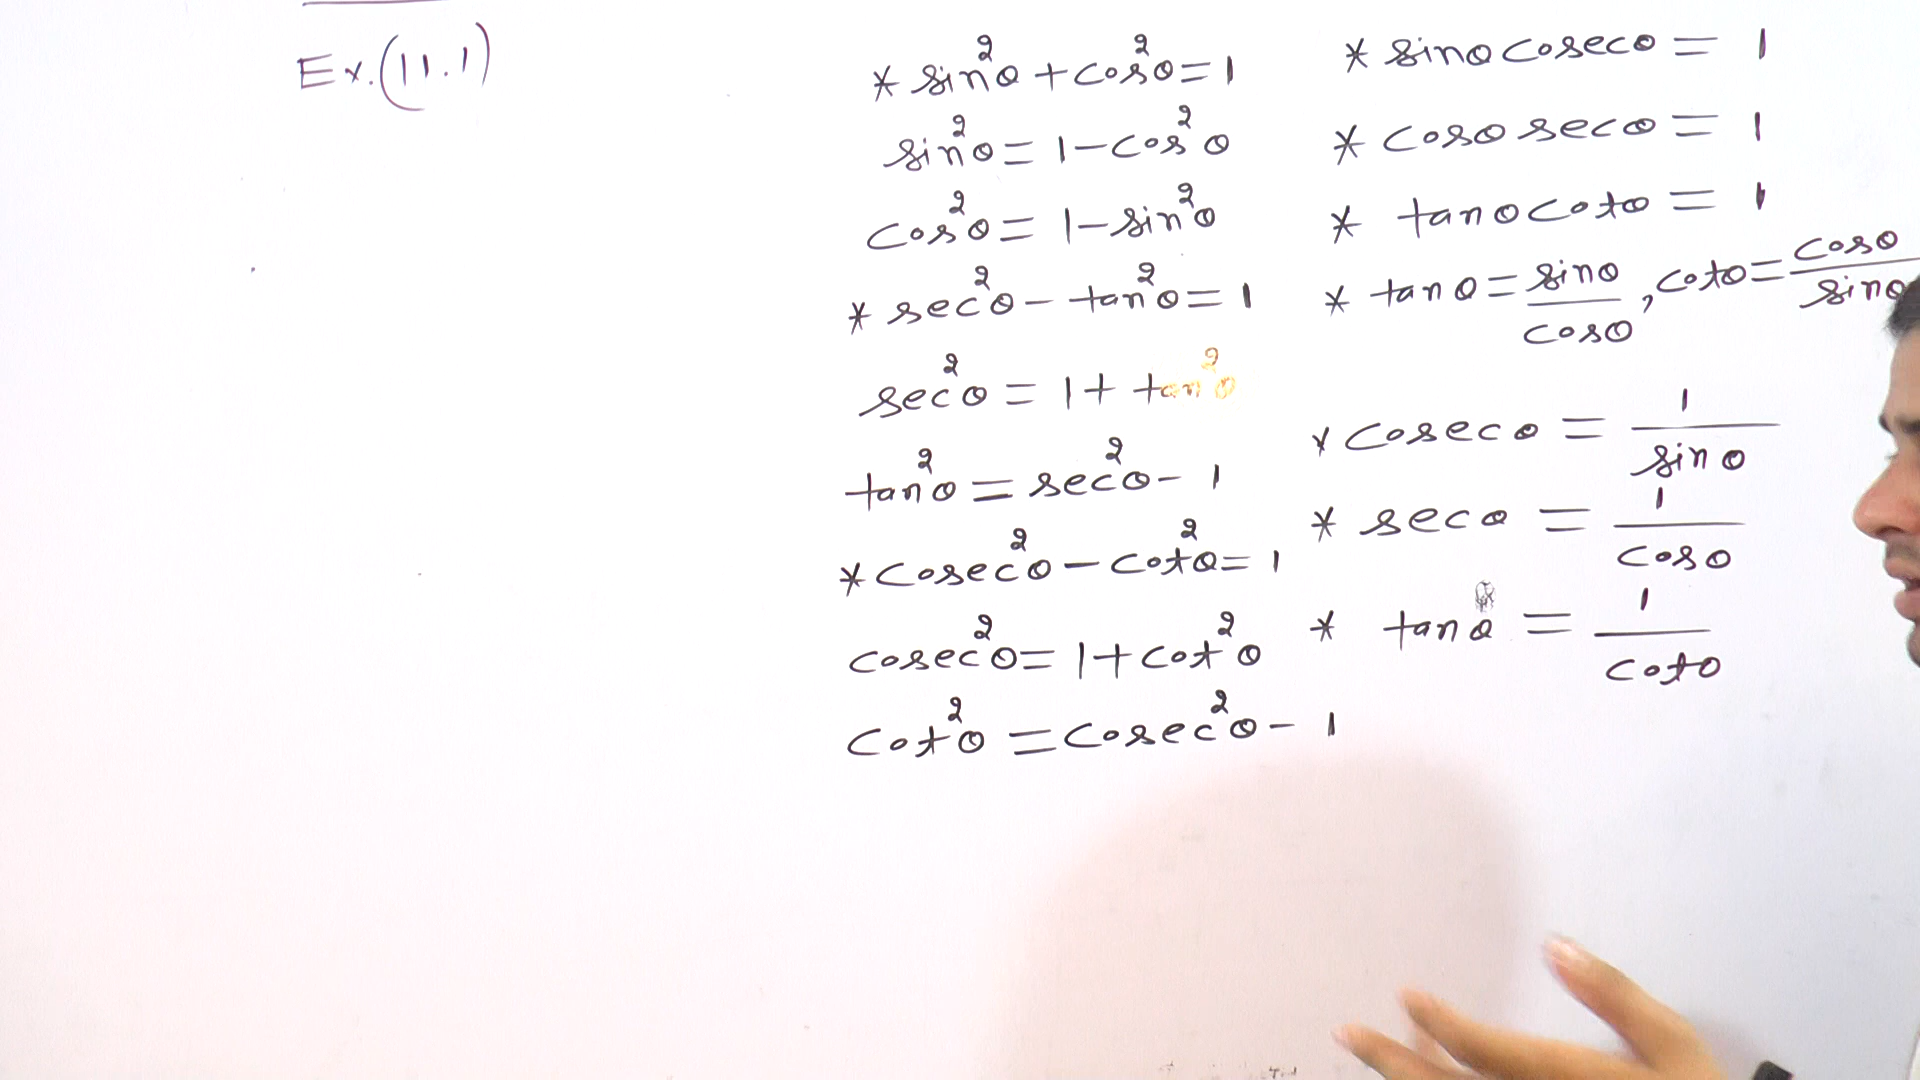 Ex.(11.1)
* sin²θ + cos²θ = 1
sin²θ = 1 - cos²θ
cos²θ = 1 - sin²θ
* sec²θ - tan²θ = 1
sec²θ = 1 + tan²θ
tan²θ = sec²θ - 1
* cosec²θ - cot²θ = 1
cosec²θ = 1 + cot²θ
cot²θ = cosec²θ - 1
* sinθ cosecθ = 1
* cosθ secθ = 1
* tanθ cotθ = 1
* tanθ = sinθ/cosθ, cotθ = cosθ/sinθ
* cosecθ = 1/sinθ
* secθ = 1/cosθ
* tanθ = 1/cotθ